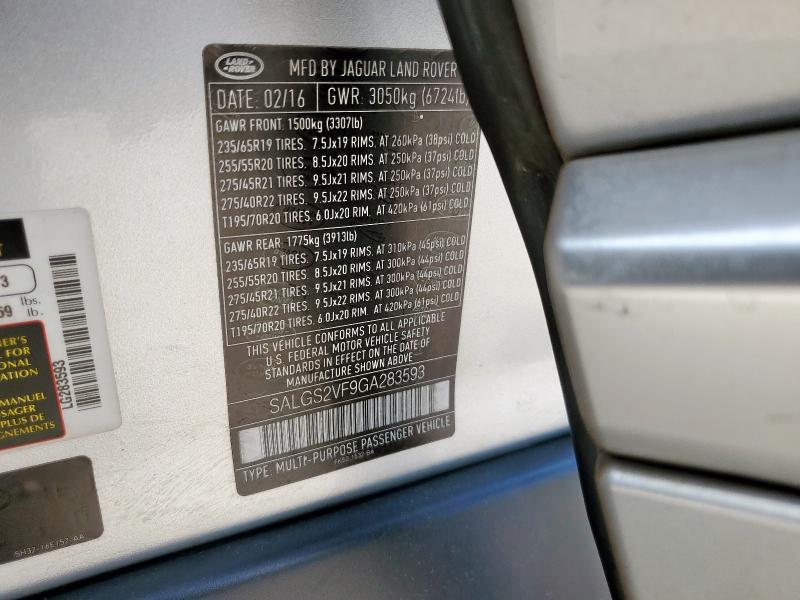 LAND ROVER
MFD BY JAGUAR LAND ROVER
DATE: 02/16 GWR: 3050kg (6724lb)
GAWR FRONT: 1500kg (3307lb)
235/65R19 TIRES. 7.5Jx19 RIMS. AT 260kPa (38psi) COLD
255/55R20 TIRES. 8.5Jx20 RIMS. AT 250kPa (37psi) COLD
275/45R21 TIRES. 9.5Jx21 RIMS. AT 250kPa (37psi) COLD
275/40R22 TIRES. 9.5Jx22 RIMS. AT 250kPa (37psi) COLD
T195/70R20 TIRES. 6.0Jx20 RIM. AT 420kPa (61psi) COLD
GAWR REAR: 1775kg (3913lb)
235/65R19 TIRES. 7.5Jx19 RIMS. AT 310kPa (45psi) COLD
255/55R20 TIRES. 8.5Jx20 RIMS. AT 300kPa (44psi) COLD
275/45R21 TIRES. 9.5Jx21 RIMS. AT 300kPa (44psi) COLD
275/40R22 TIRES. 9.5Jx22 RIMS. AT 300kPa (44psi) COLD
T195/70R20 TIRES. 6.0Jx20 RIM. AT 420kPa (61psi) COLD
THIS VEHICLE CONFORMS TO ALL APPLICABLE
U.S. FEDERAL MOTOR VEHICLE SAFETY
STANDARDS IN EFFECT ON THE DATE OF
MANUFACTURE SHOWN ABOVE
SALGS2VF9GA283593
TYPE: MULTI-PURPOSE PASSENGER VEHICLE
3
59 lbs.
lb.
LG283593
ER'S
FOR
ONAL
ATION
MANUEL
SAGER
PLUS DE
GNEMENTS